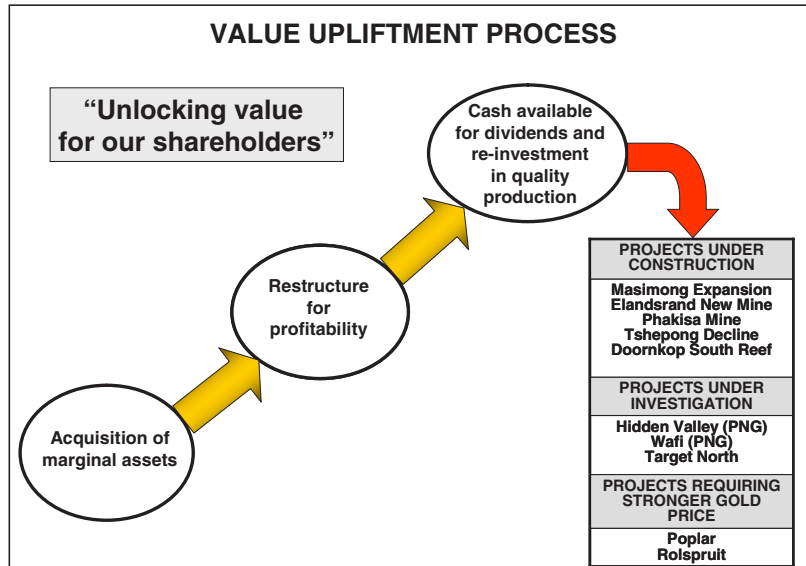 VALUE UPLIFTMENT PROCESS
“Unlocking value
for our shareholders”
Cash available
for dividends and
re-investment
in quality
production
Restructure
for
profitability
Acquisition of
marginal assets
PROJECTS UNDER
CONSTRUCTION
Masimong Expansion
Elandsrand New Mine
Phakisa Mine
Tshepong Decline
Doornkop South Reef
PROJECTS UNDER
INVESTIGATION
Hidden Valley (PNG)
Wafi (PNG)
Target North
PROJECTS REQUIRING
STRONGER GOLD
PRICE
Poplar
Rolspruit